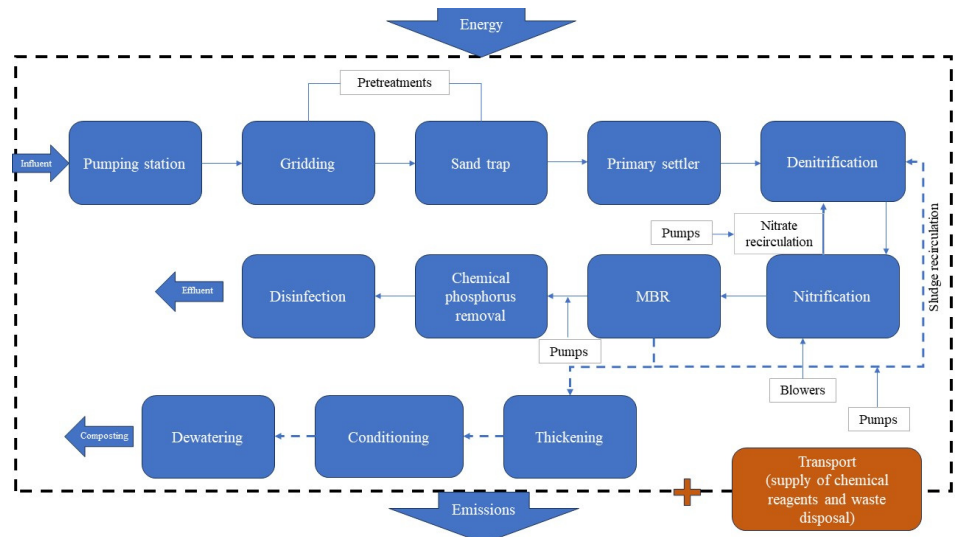 Energy
Pretreatments
Influent
Pumping station
Gridding
Sand trap
Primary settler
Denitrification
Pumps
Nitrate
recirculation
Sludge recirculation
Effluent
Disinfection
Chemical
phosphorus
removal
MBR
Nitrification
Pumps
Blowers
Pumps
Composting
Dewatering
Conditioning
Thickening
Transport
(supply of chemical
reagents and waste
disposal)
Emissions